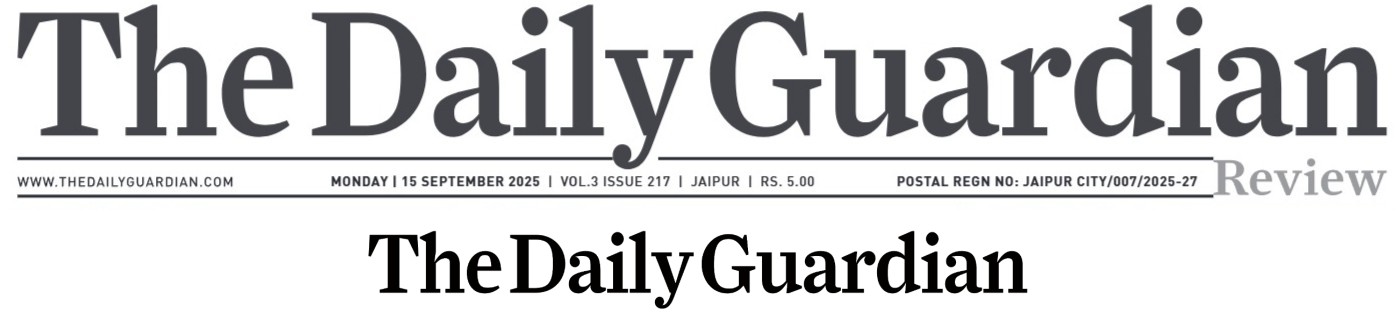 The Daily Guardian
WWW.THEDAILYGUARDIAN.COM MONDAY | 15 SEPTEMBER 2025 | VOL.3 ISSUE 217 | JAIPUR | RS. 5.00 POSTAL REGN NO: JAIPUR CITY/007/2025-27 Review
The Daily Guardian